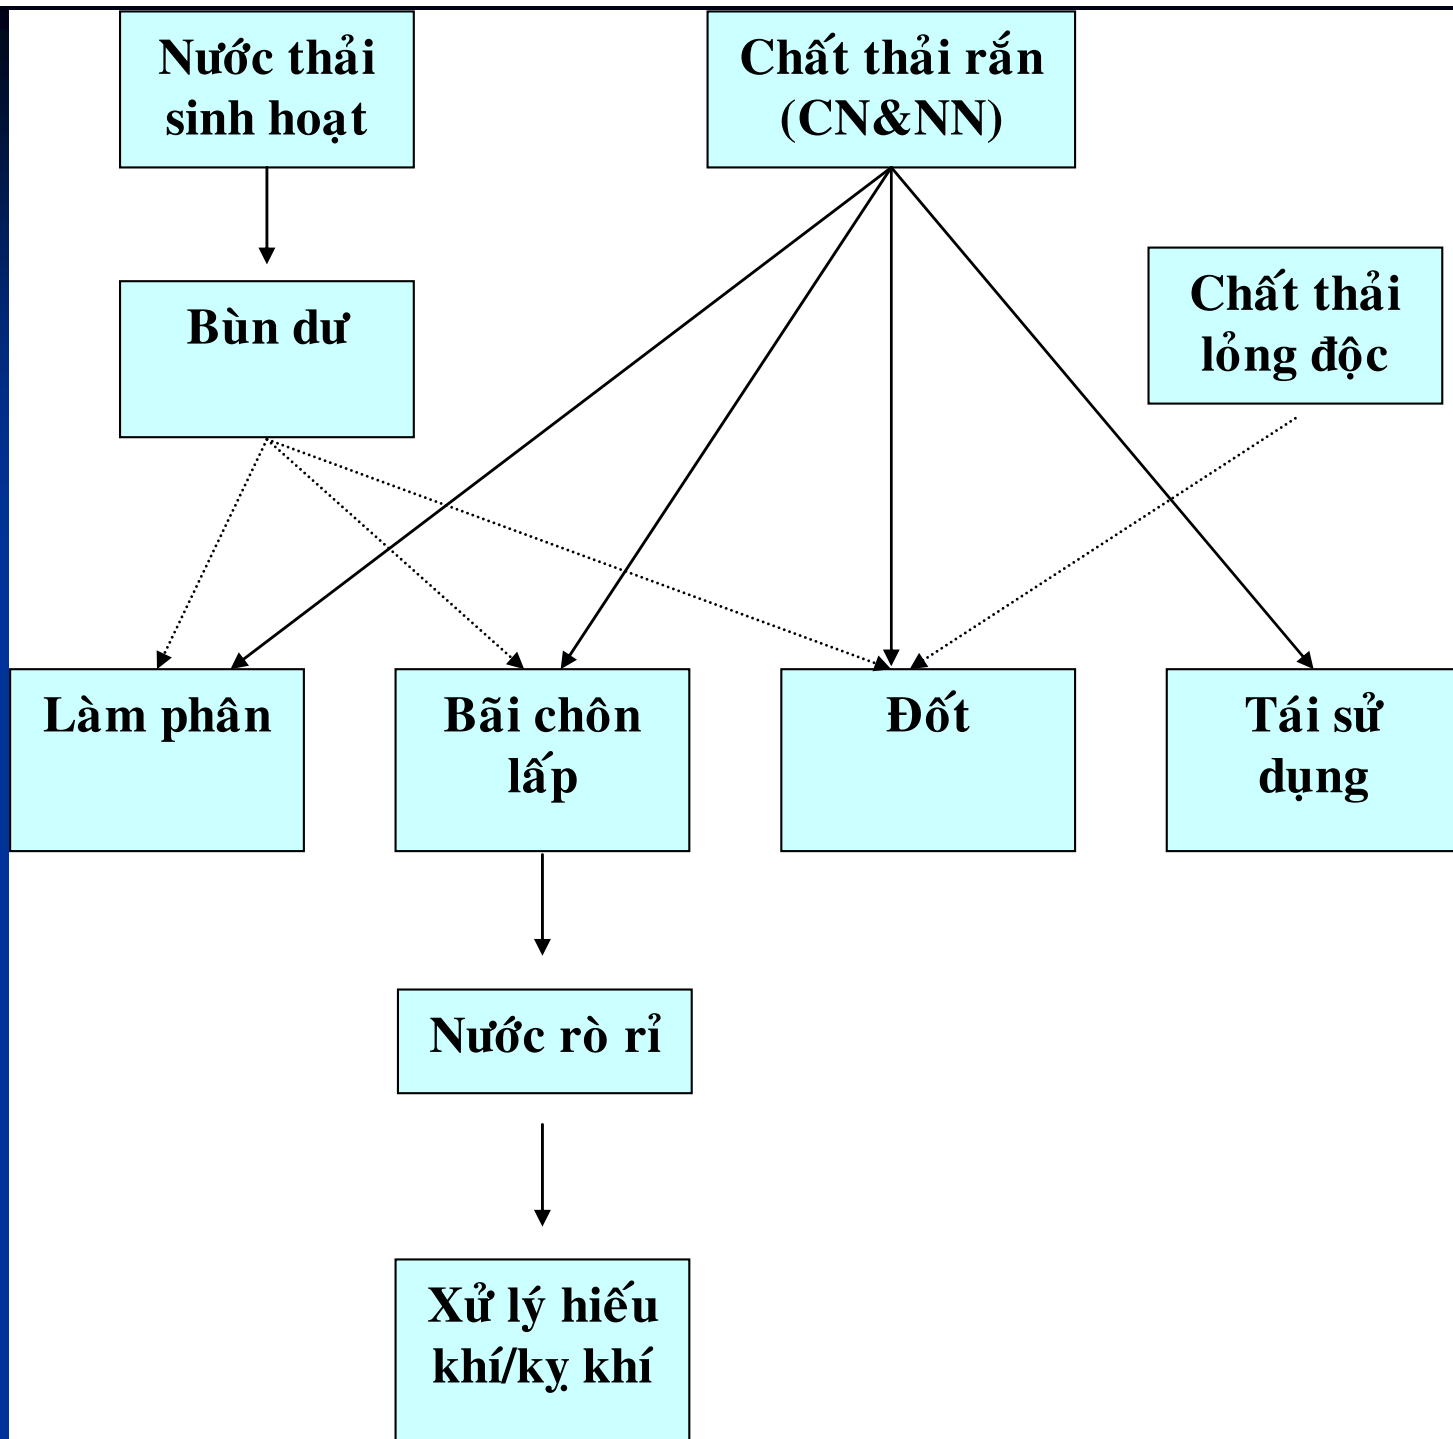 Nước thải
sinh hoạt
Chất thải rắn
(CN&NN)
Bùn dư
Chất thải
lỏng độc
Làm phân
Bãi chôn
lấp
Đốt
Tái sử
dụng
Nước rò rỉ
Xử lý hiếu
khí/kỵ khí